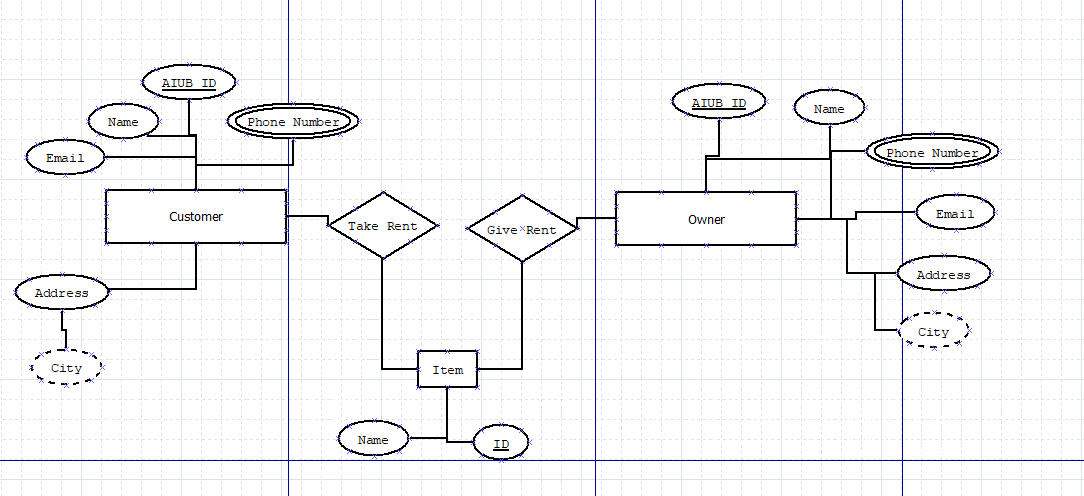 AIUB ID
Name
Phone Number
Email
Customer
Address
City
Take Rent
Give Rent
Item
Name
ID
AIUB ID
Name
Phone Number
Owner
Email
Address
City